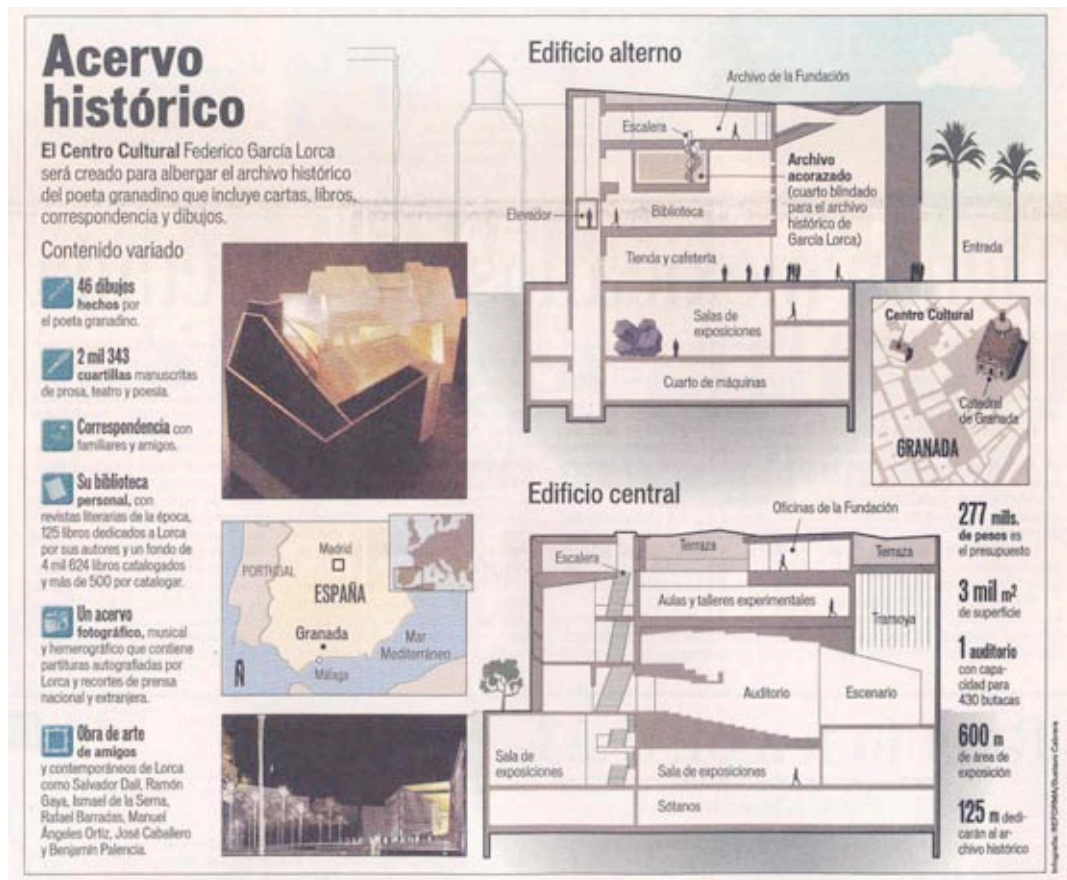 Acervo
histórico
El Centro Cultural Federico García Lorca
será creado para albergar el archivo histórico
del poeta granadino que incluye cartas, libros,
correspondencia y dibujos.
Contenido variado
46 dibujos
hechos por
el poeta granadino.
2 mil 343
cuartillas manuscritas
de prosa, teatro y poesía.
Correspondencia con
familiares y amigos.
Su biblioteca
personal, con
revistas literarias de la época,
125 libros dedicados a Lorca
por sus autores y un fondo de
4 mil 624 libros catalogados
y más de 500 por catalogar.
Un acervo
fotográfico, musical
y hemerográfico que contiene
partituras autografiadas por
Lorca y recortes de prensa
nacional y extranjera.
Obra de arte
de amigos
y contemporáneos de Lorca
como Salvador Dalí, Ramón
Gaya, Ismael de la Serna,
Rafael Barradas, Manuel
Ángeles Ortiz, José Caballero
y Benjamín Palencia.
PORTUGAL
Madrid
ESPAÑA
Granada
Málaga
Mar
Mediterráneo
Ñ
Edificio alterno
Archivo de la Fundación
Escalera
Archivo
acorazado
(cuarto blindado
para el archivo
histórico de
García Lorca)
Elevador
Biblioteca
Tienda y cafetería
Entrada
Salas de
exposiciones
Cuarto de máquinas
Centro Cultural
Catedral
de Granada
GRANADA
Edificio central
Oficinas de la Fundación
Escalera
Terraza
Terraza
Aulas y talleres experimentales
Tramoya
Auditorio
Escenario
Sala de
exposiciones
Sala de exposiciones
Sótanos
277 mills.
de pesos es
el presupuesto
3 mil m²
de superficie
1 auditorio
con capa-
cidad para
430 butacas
600 m
de área de
exposición
125 m dedi-
carán al ar-
chivo histórico
Infografía: REFORMA/Gustavo Cabrera